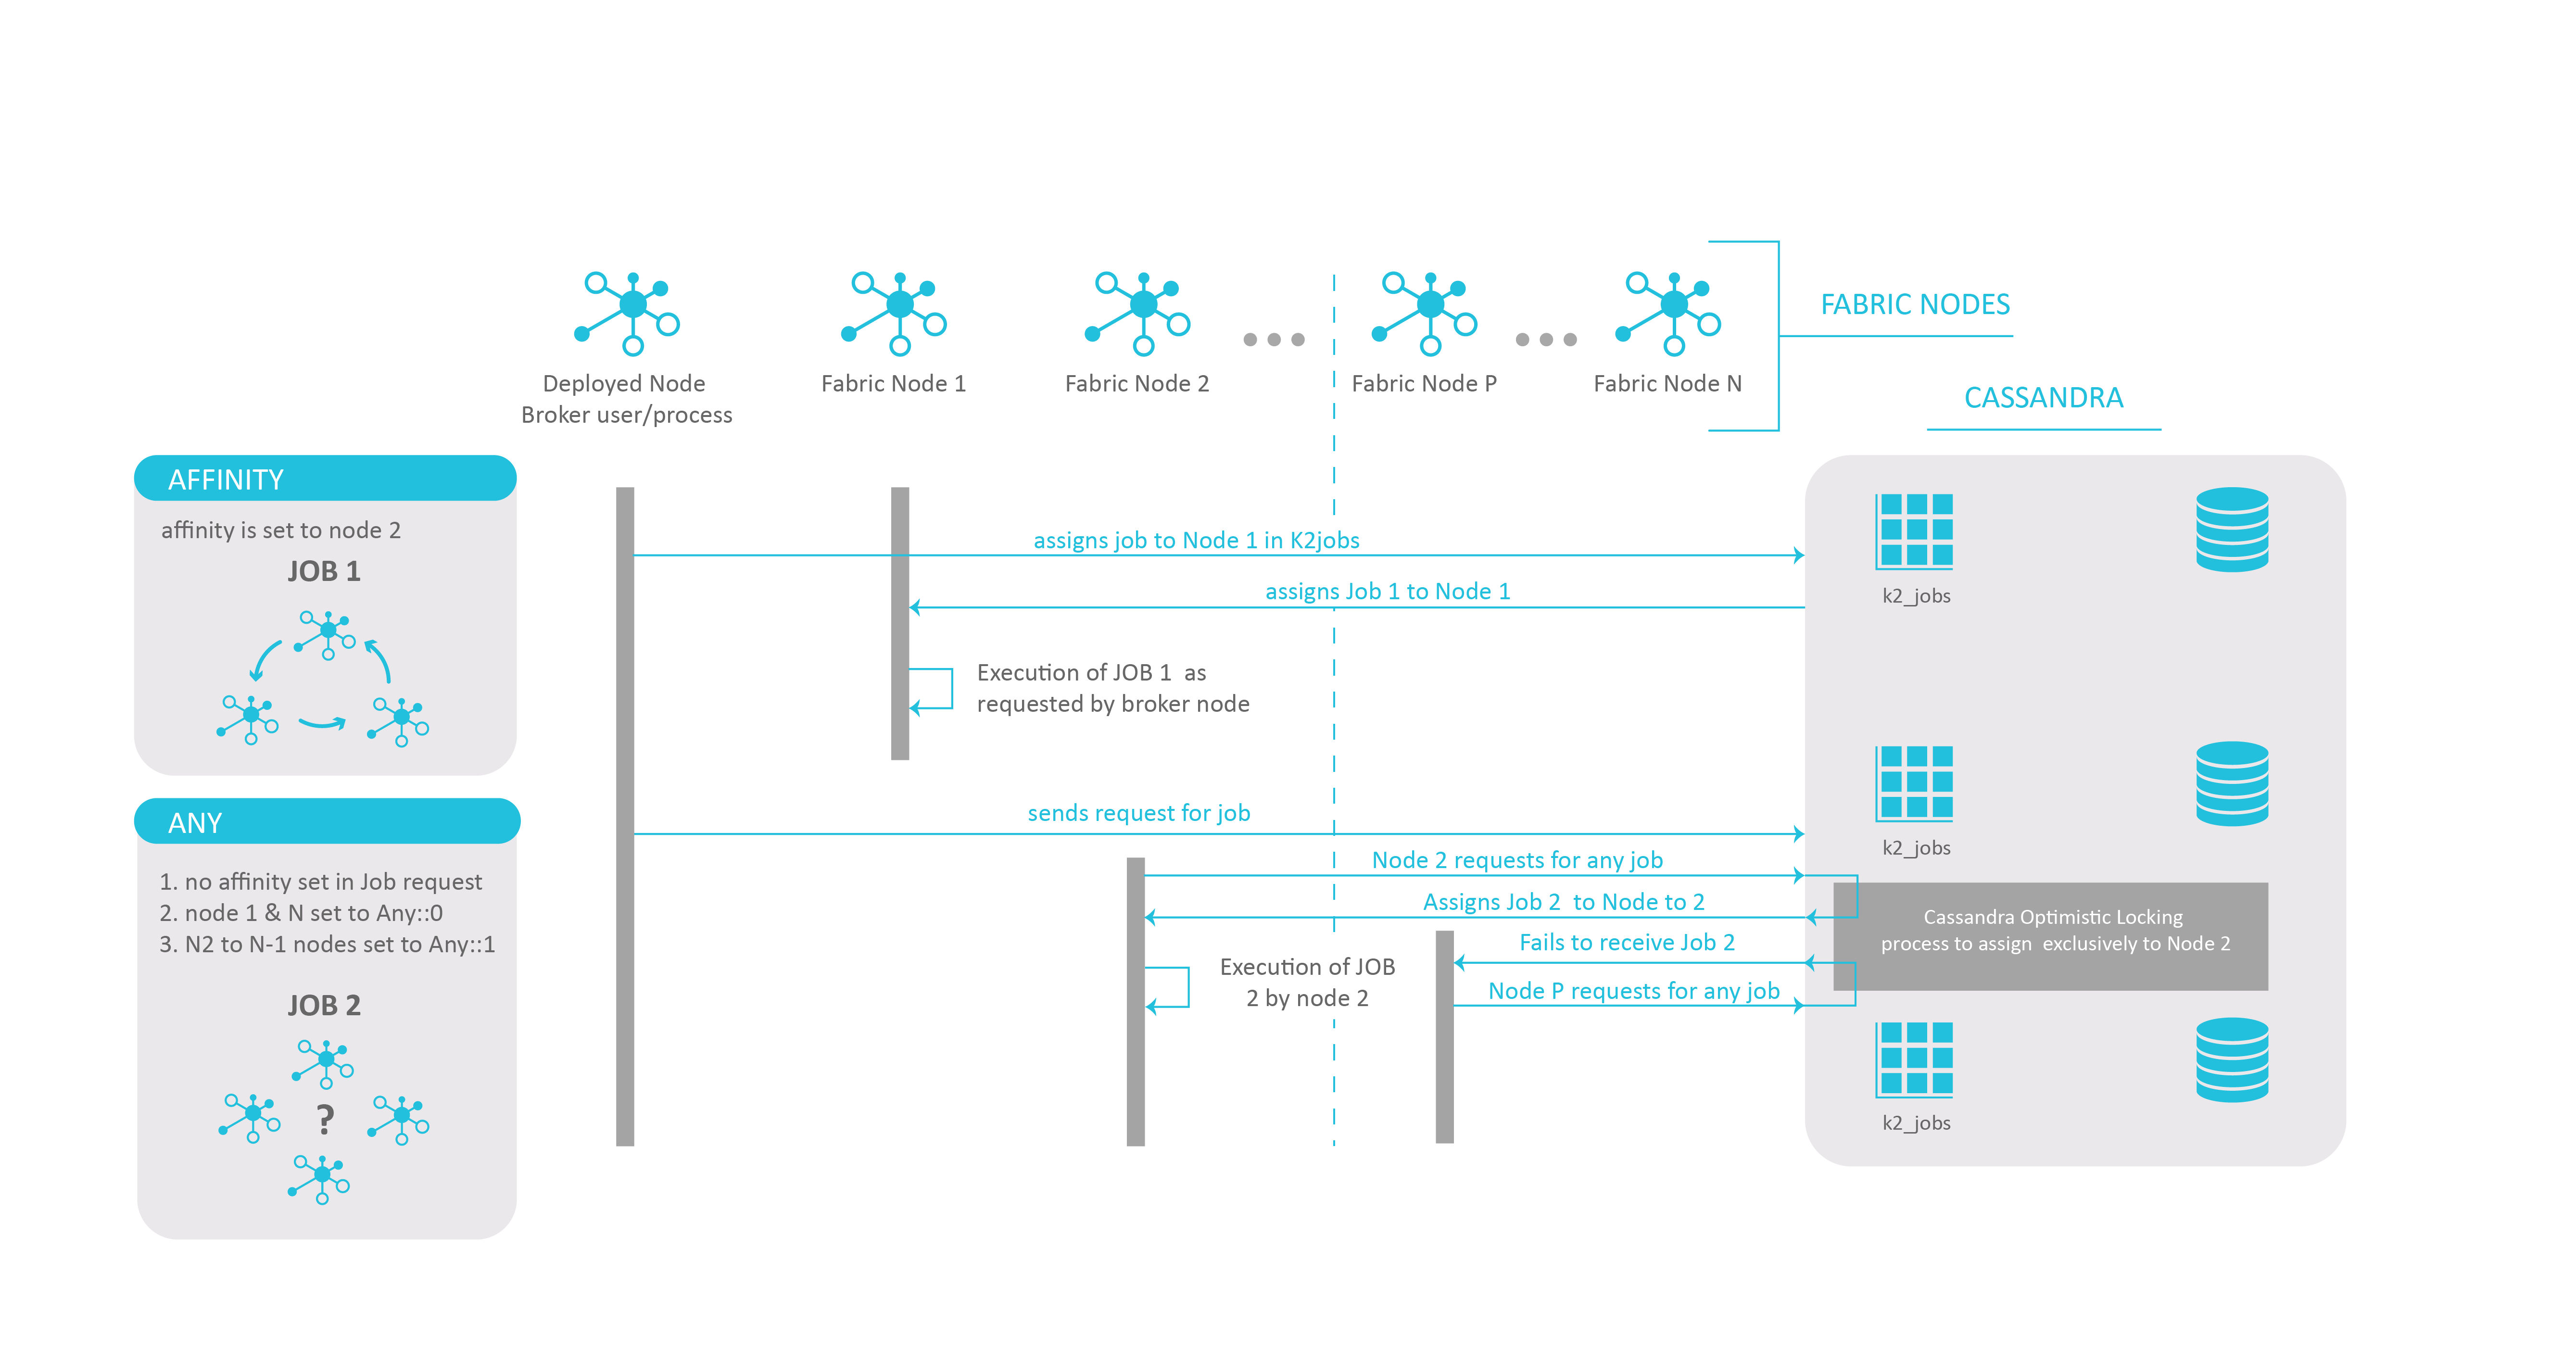 FABRIC NODES
Deployed Node
Broker user/process
Fabric Node 1
Fabric Node 2
Fabric Node P
Fabric Node N
CASSANDRA
AFFINITY
affinity is set to node 2
JOB 1
assigns job to Node 1 in K2jobs
assigns Job 1 to Node 1
k2_jobs
Execution of JOB 1 as
requested by broker node
ANY
1. no affinity set in Job request
2. node 1 & N set to Any::0
3. N2 to N-1 nodes set to Any::1
JOB 2
?
sends request for job
k2_jobs
Node 2 requests for any job
Assigns Job 2 to Node to 2
Cassandra Optimistic Locking
process to assign exclusively to Node 2
Fails to receive Job 2
Execution of JOB
2 by node 2
Node P requests for any job
k2_jobs